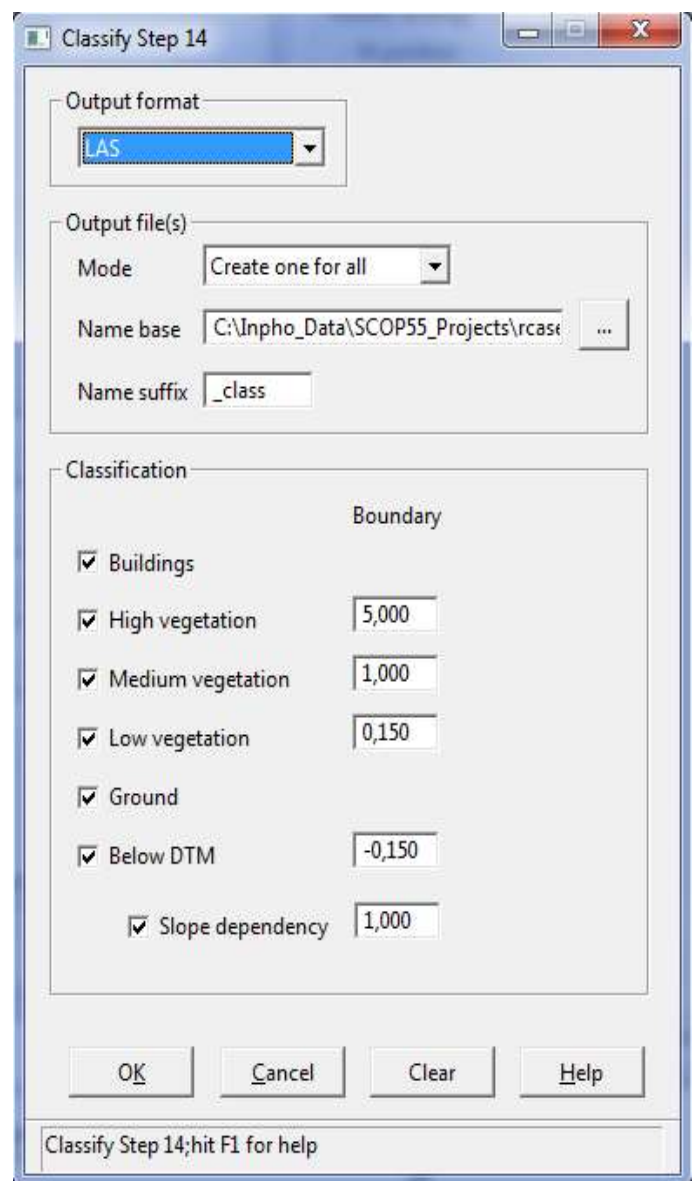 Classify Step 14
Output format
LAS
Output file(s)
Mode Create one for all
Name base C:\Inpho_Data\SCOP55_Projects\rcase ...
Name suffix _class
Classification
Boundary
Buildings
High vegetation 5,000
Medium vegetation 1,000
Low vegetation 0,150
Ground
Below DTM -0,150
Slope dependency 1,000
OK Cancel Clear Help
Classify Step 14;hit F1 for help